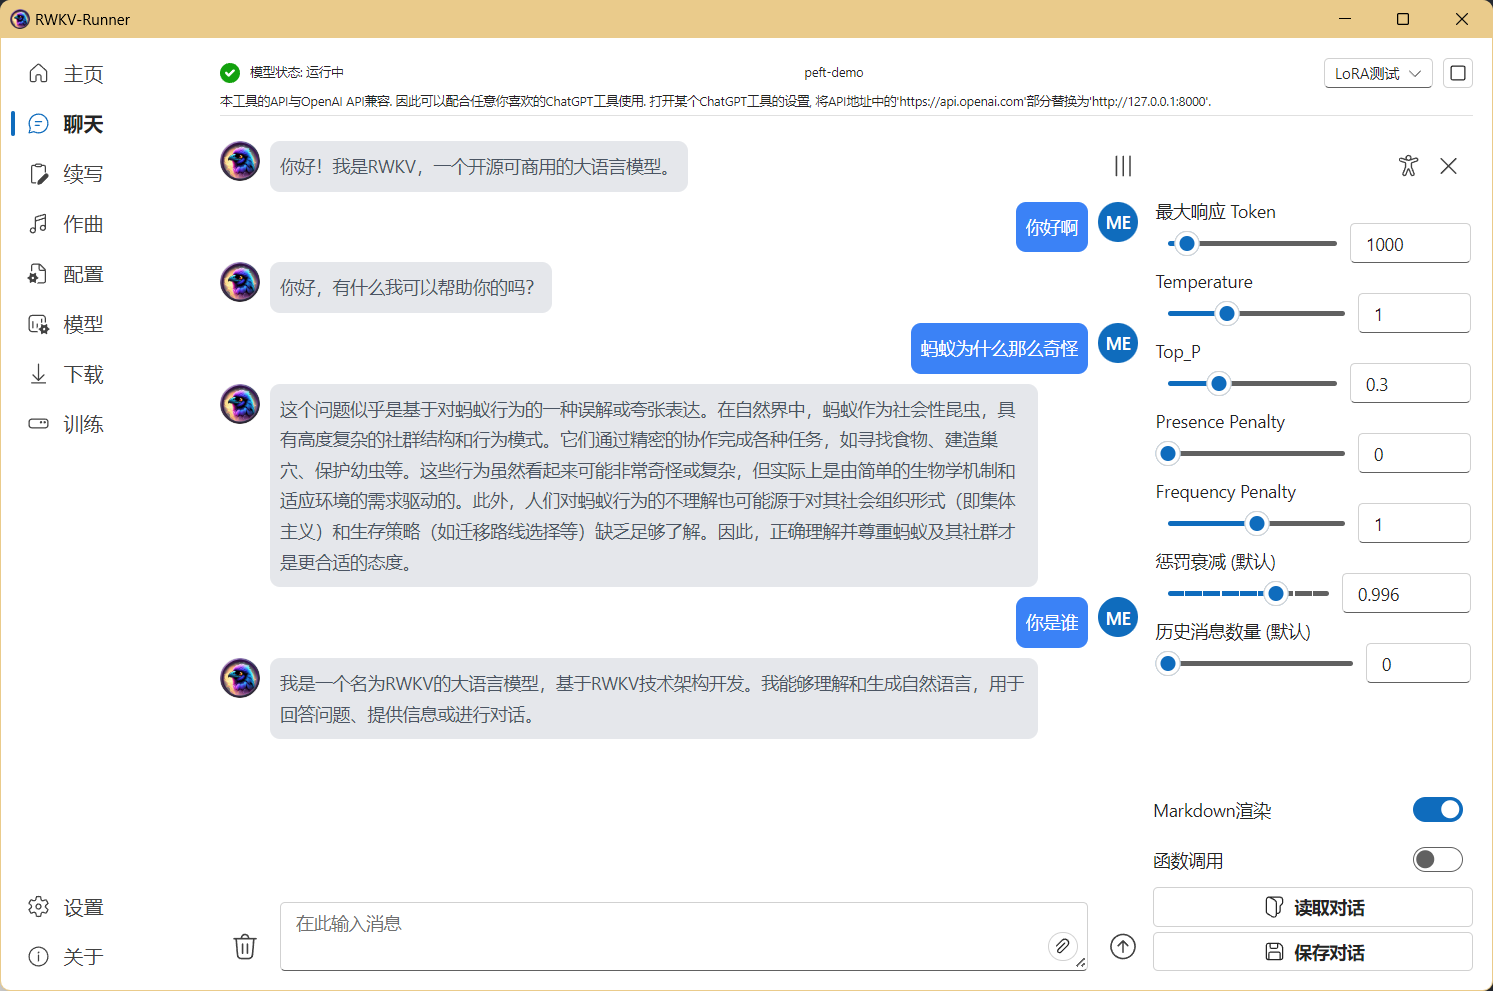 RWKV-Runner
主页
聊天
续写
作曲
配置
模型
下载
训练
设置
关于
模型状态: 运行中
peft-demo
LoRA测试
本工具的API与OpenAI API兼容. 因此可以配合任意你喜欢的ChatGPT工具使用. 打开某个ChatGPT工具的设置, 将API地址中的'https://api.openai.com'部分替换为'http://127.0.0.1:8000'.
你好！我是RWKV，一个开源可商用的大语言模型。
你好啊
ME
你好，有什么我可以帮助你的吗？
蚂蚁为什么那么奇怪
ME
这个问题似乎是基于对蚂蚁行为的一种误解或夸张表达。在自然界中，蚂蚁作为社会性昆虫，具
有高度复杂的社群结构和行为模式。它们通过精密的协作完成各种任务，如寻找食物、建造巢
穴、保护幼虫等。这些行为虽然看起来可能非常奇怪或复杂，但实际上是由简单的生物学机制和
适应环境的需求驱动的。此外，人们对蚂蚁行为的不理解也可能源于对其社会组织形式（即集体
主义）和生存策略（如迁移路线选择等）缺乏足够了解。因此，正确理解并尊重蚂蚁及其社群才
是更合适的态度。
你是谁
ME
我是一个名为RWKV的大语言模型，基于RWKV技术架构开发。我能够理解和生成自然语言，用于
回答问题、提供信息或进行对话。
在此输入消息
最大响应 Token
1000
Temperature
1
Top_P
0.3
Presence Penalty
0
Frequency Penalty
1
惩罚衰减 (默认)
0.996
历史消息数量 (默认)
0
Markdown渲染
函数调用
读取对话
保存对话